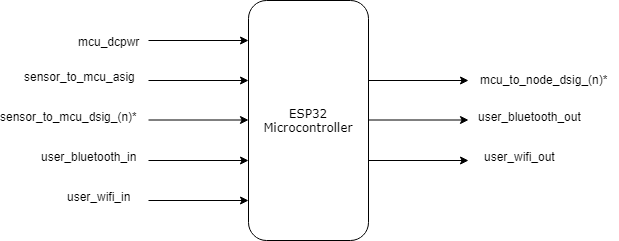 mcu_dcpwr
sensor_to_mcu_asig
sensor_to_mcu_dsig_(n)*
user_bluetooth_in
user_wifi_in
ESP32
Microcontroller
mcu_to_node_dsig_(n)*
user_bluetooth_out
user_wifi_out